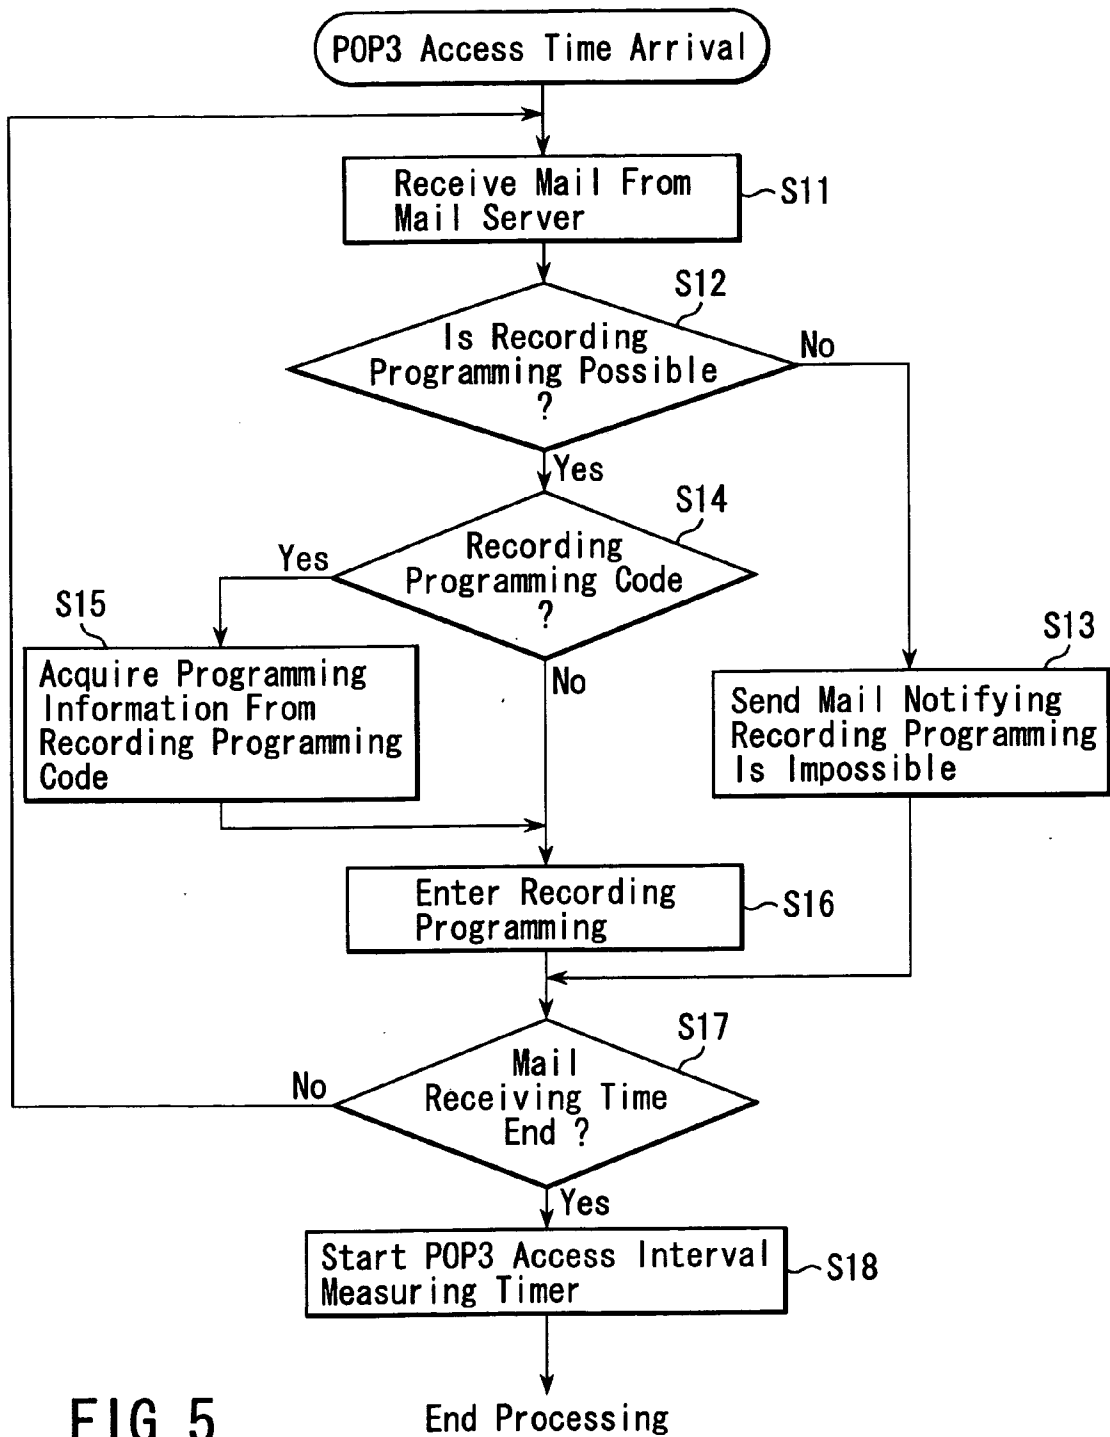 POP3 Access Time Arrival
Receive Mail From
Mail Server
S11
S12
Is Recording
Programming Possible
?
No
Yes
S14
Recording
Programming Code
?
Yes
No
S15
Acquire Programming
Information From
Recording Programming
Code
S13
Send Mail Notifying
Recording Programming
Is Impossible
Enter Recording
Programming
S16
S17
Mail
Receiving Time
End ?
No
Yes
Start POP3 Access Interval
Measuring Timer
S18
End Processing
FIG 5